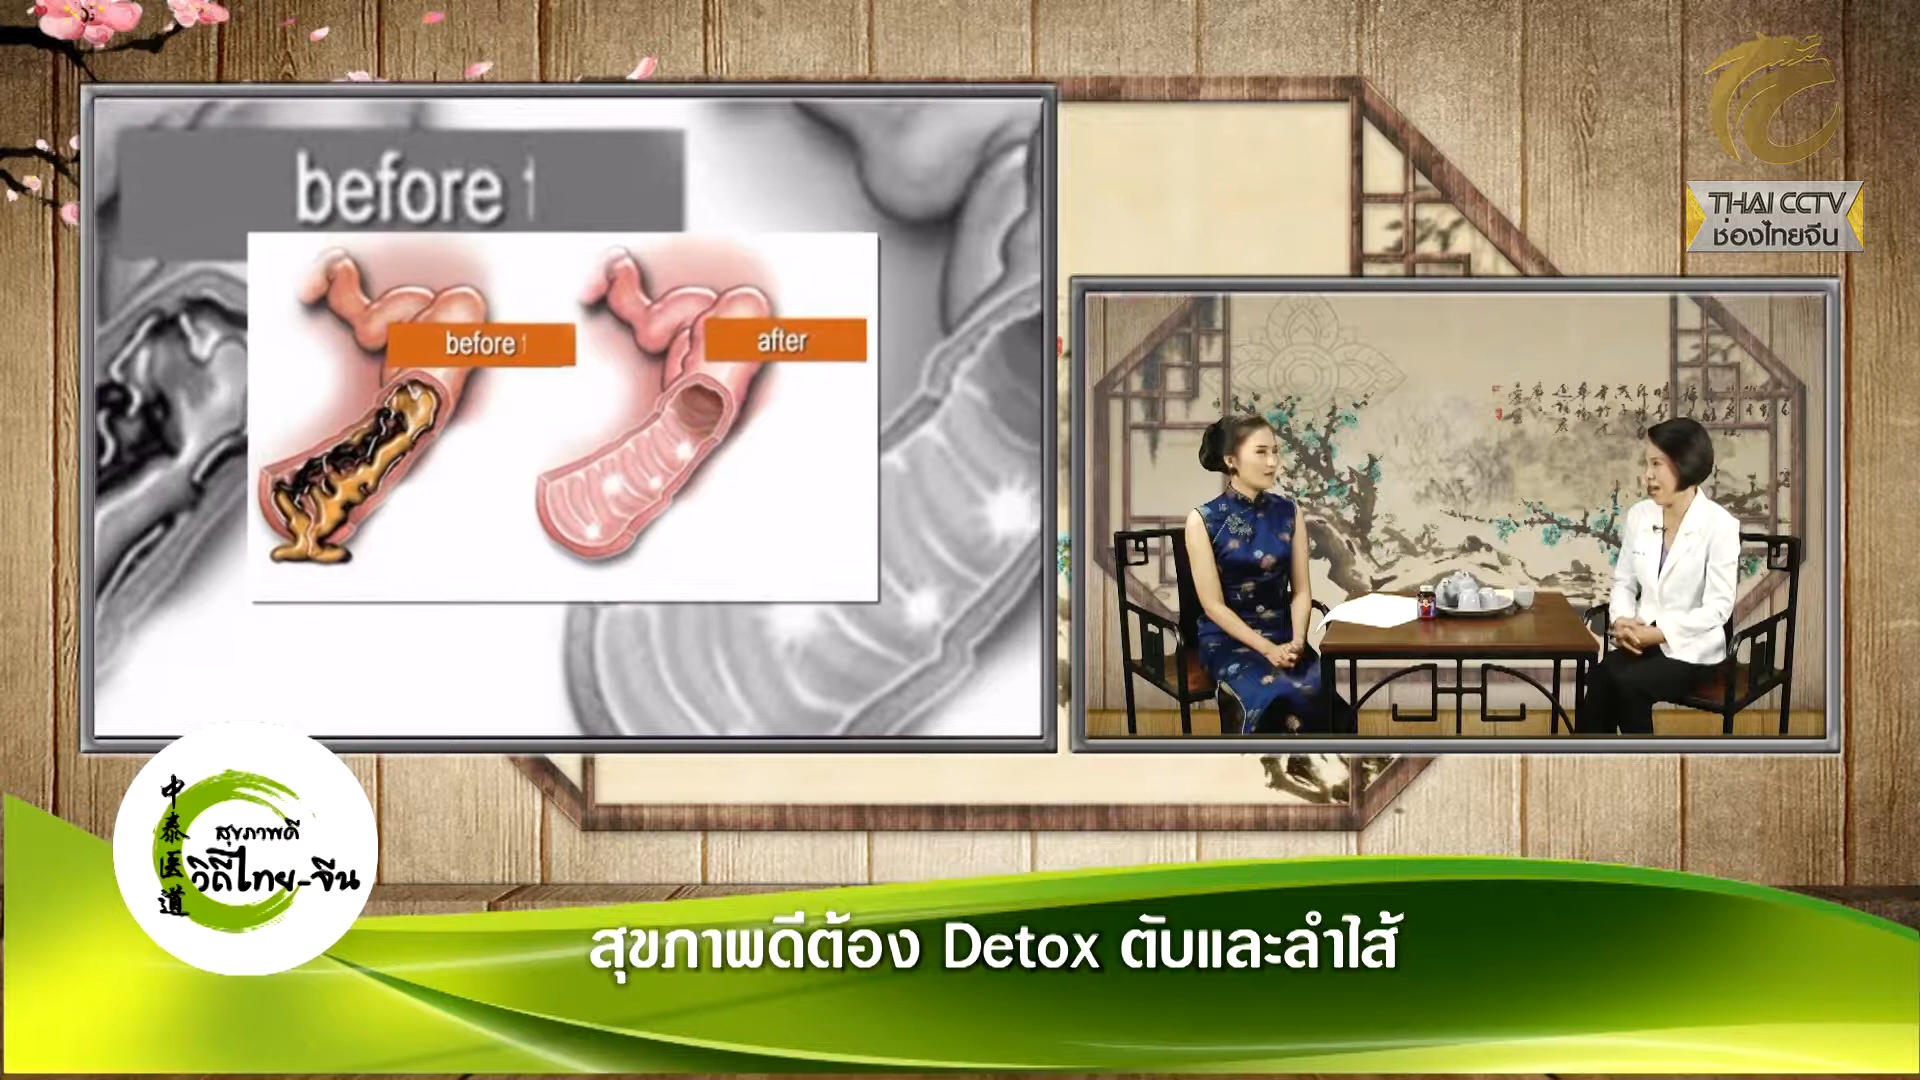 before
before
after
THAI CCTV
ช่องไทยจีน
中泰医道
สุขภาพดี
วิถีไทย-จีน
สุขภาพดีต้อง Detox ตับและลำไส้